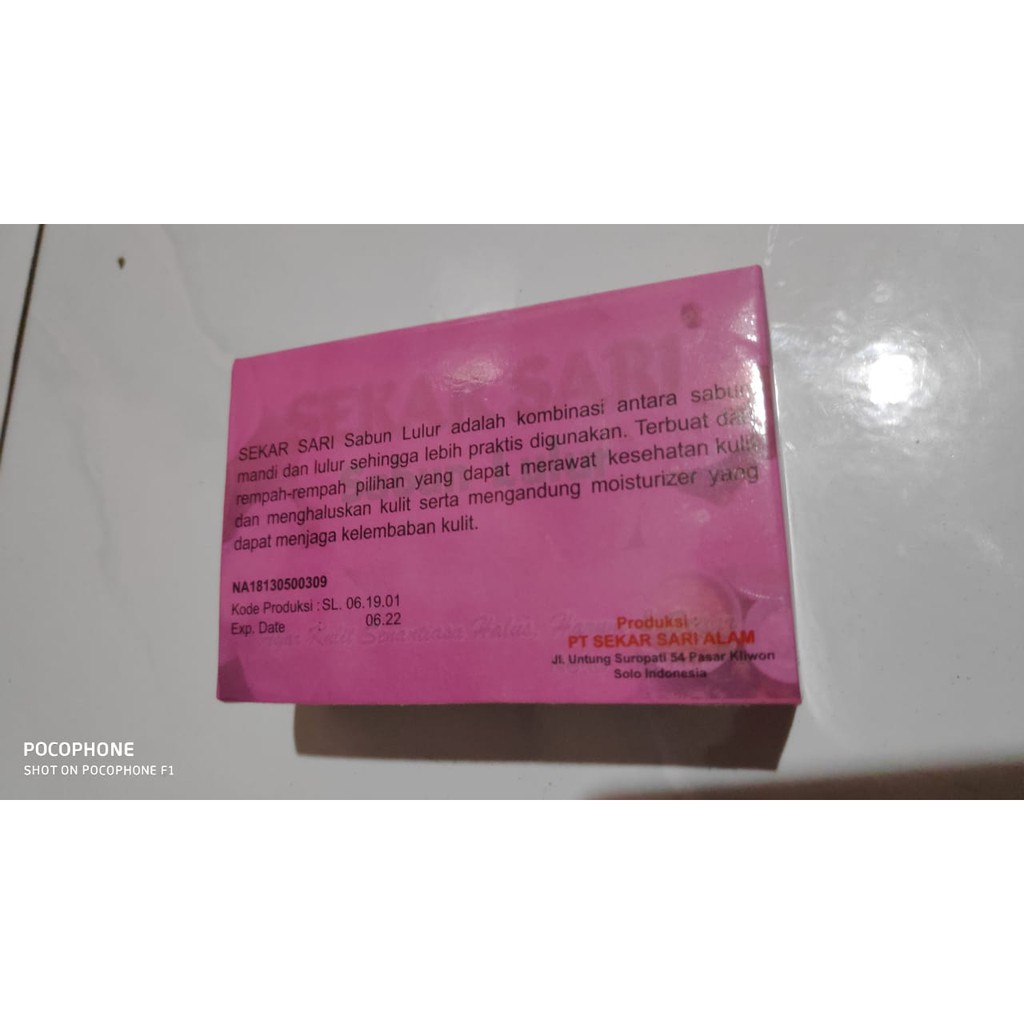 SEKAR SARI
SEKAR SARI Sabun Lulur adalah kombinasi antara sabun
mandi dan lulur sehingga lebih praktis digunakan. Terbuat dari
rempah-rempah pilihan yang dapat merawat kesehatan kulit
dan menghaluskan kulit serta mengandung moisturizer yang
dapat menjaga kelembaban kulit.
NA18130500309
Kode Produksi : SL. 06.19.01
Exp. Date : 06.22
Senantiasa Halus,
Produksi :
PT SEKAR SARI ALAM
Jl. Untung Suropati 54 Pasar Kliwon
Solo Indonesia
POCOPHONE
SHOT ON POCOPHONE F1